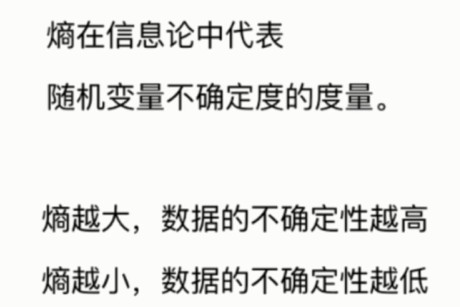 熵在信息论中代表
随机变量不确定度的度量。
熵越大，数据的不确定性越高
熵越小，数据的不确定性越低